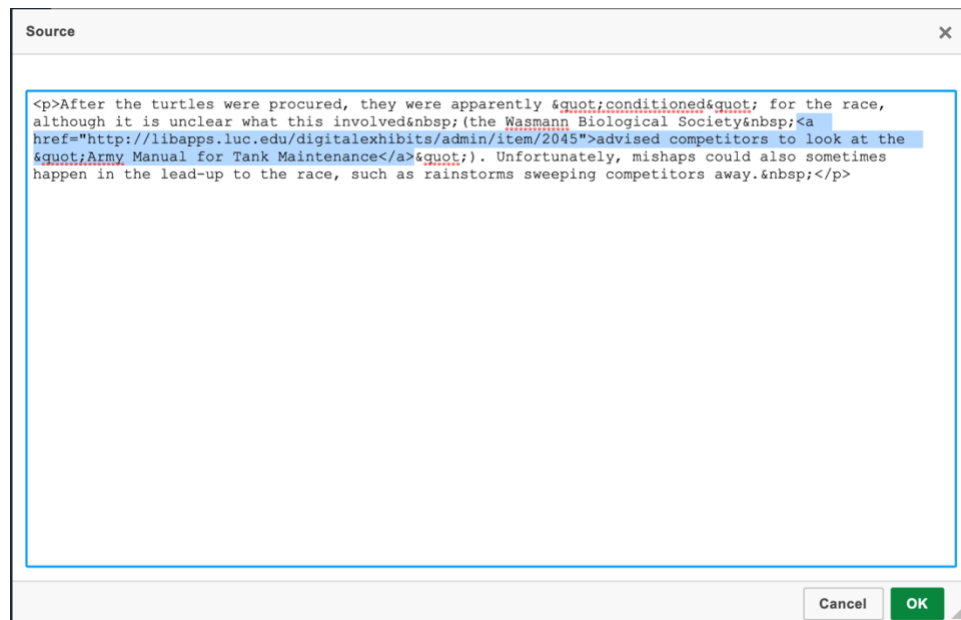 Source
<p>After the turtles were procured, they were apparently &quot;conditioned&quot; for the race,
although it is unclear what this involved&nbsp;(the Wasmann Biological Society&nbsp;<a
href="http://libapps.luc.edu/digitalexhibits/admin/item/2045">advised competitors to look at the
&quot;Army Manual for Tank Maintenance</a>&quot;). Unfortunately, mishaps could also sometimes
happen in the lead-up to the race, such as rainstorms sweeping competitors away.&nbsp;</p>
Cancel
OK